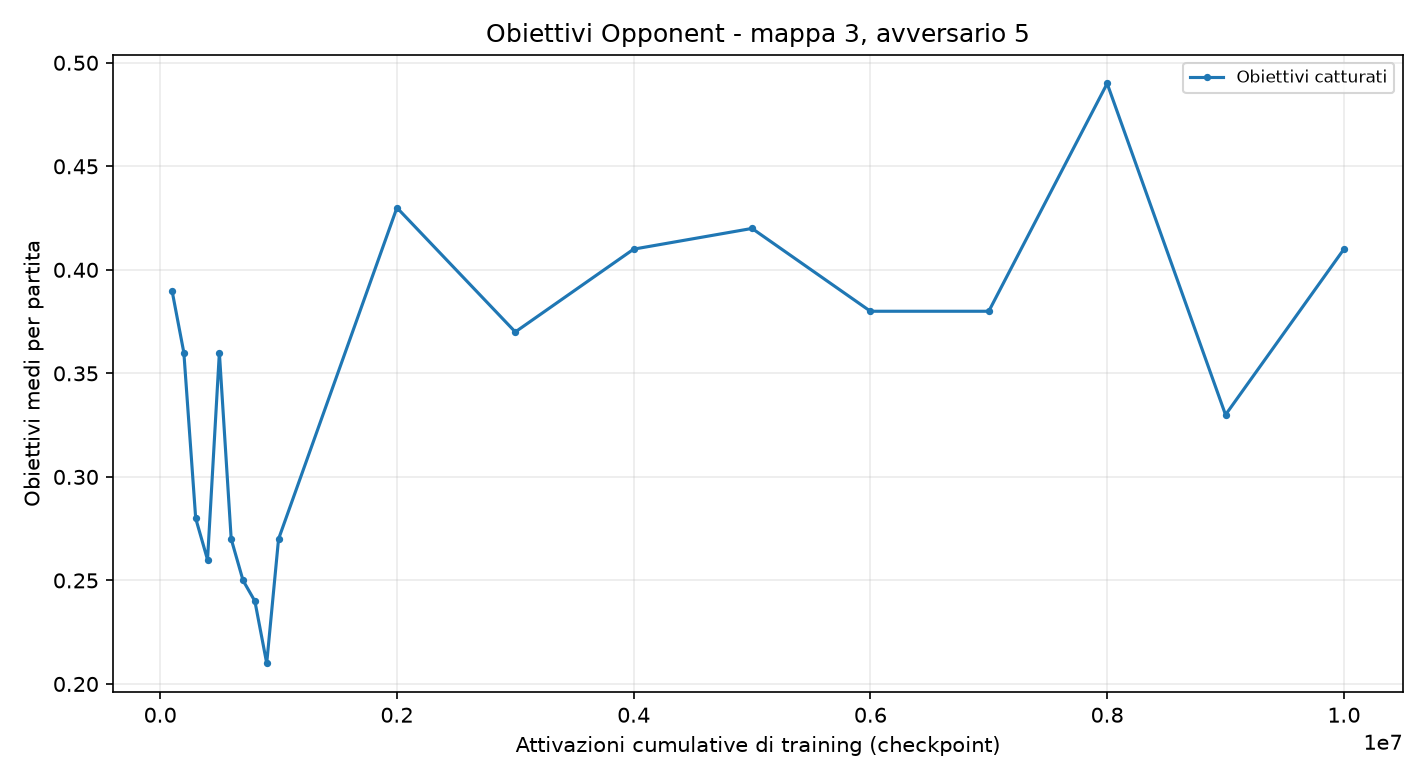 Obiettivi Opponent - mappa 3, avversario 5
Obiettivi catturati
Obiettivi medi per partita
0.50
0.45
0.40
0.35
0.30
0.25
0.20
0.0 0.2 0.4 0.6 0.8 1.0
1e7
Attivazioni cumulative di training (checkpoint)